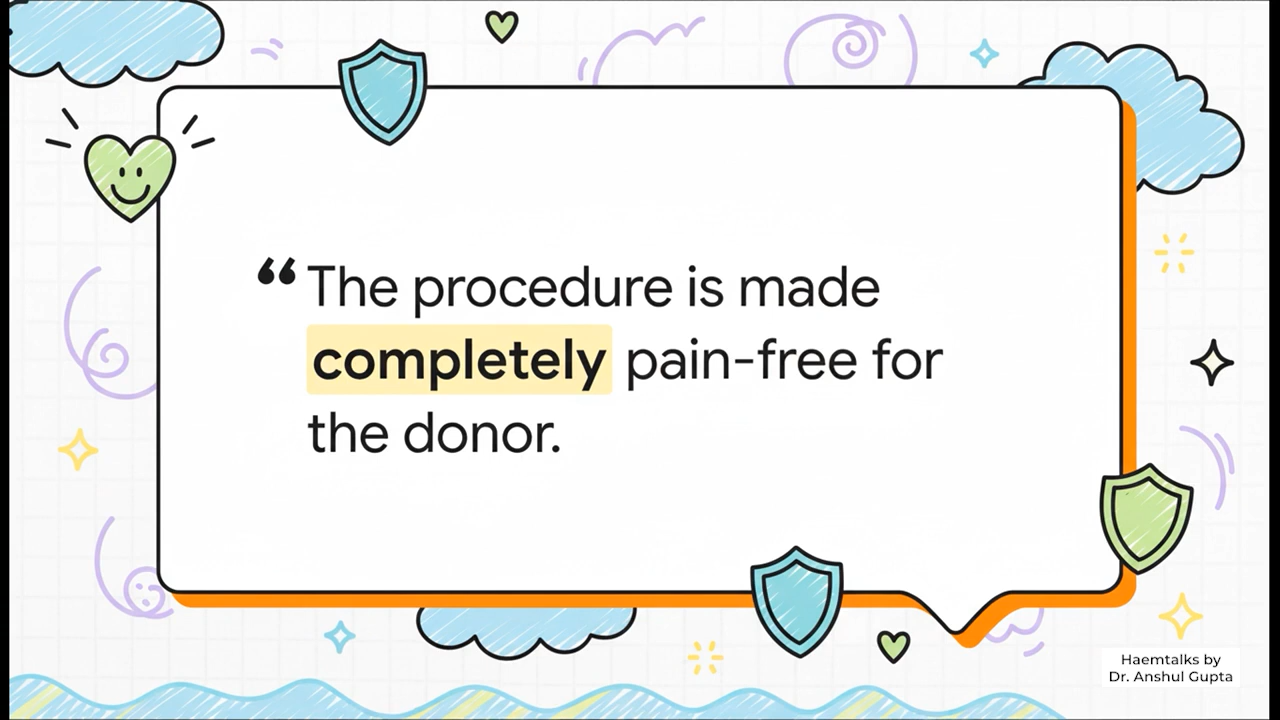 “The procedure is made
completely pain-free for
the donor.
Haemtalks by
Dr. Anshul Gupta